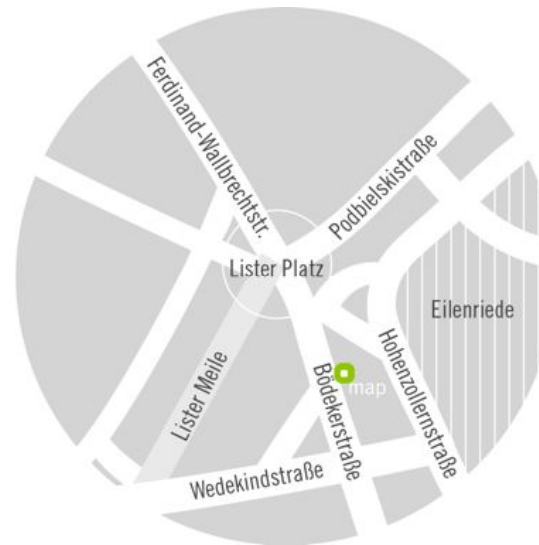 Ferdinand-Wallbrechtstr.
Podbielskistraße
Lister Platz
Eilenriede
Hohenzollernstraße
Lister Meile
Bödekerstraße
map
Wedekindstraße